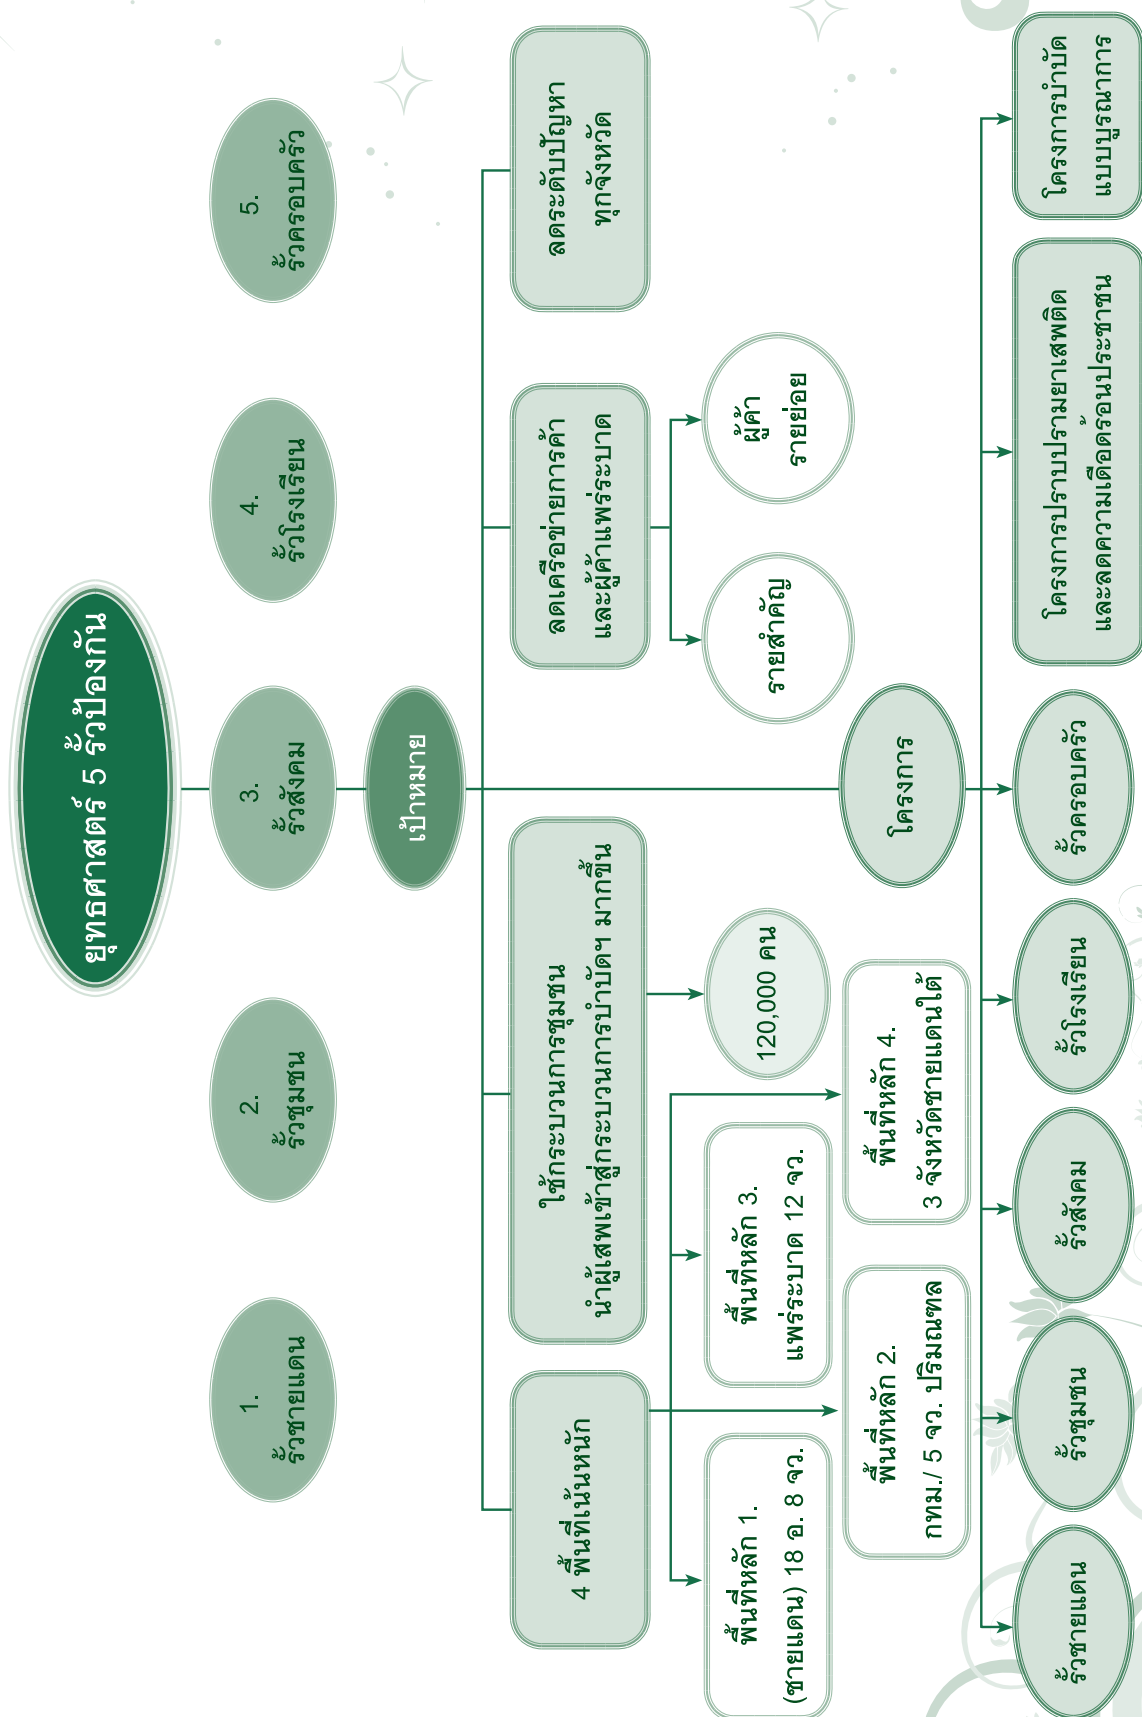 ยุทธศาสตร์ 5 รั้วป้องกัน
1.
รั้วชายแดน
2.
รั้วชุมชน
3.
รั้วสังคม
4.
รั้วโรงเรียน
5.
รั้วครอบครัว
เป้าหมาย
4 พื้นที่เน้นหนัก
ใช้กระบวนการชุมชน
นำผู้เสพเข้าสู่กระบวนการบำบัดฯ มากขึ้น
ลดเครือข่ายการค้า
และผู้ค้าแพร่ระบาด
ลดระดับปัญหา
ทุกจังหวัด
พื้นที่หลัก 1.
(ชายแดน) 18 อ. 8 จว.
พื้นที่หลัก 3.
แพร่ระบาด 12 จว.
120,000 คน
รายสำคัญ
ผู้ค้า
รายย่อย
พื้นที่หลัก 2.
กทม./ 5 จว. ปริมณฑล
พื้นที่หลัก 4.
3 จังหวัดชายแดนใต้
โครงการ
รั้วชายแดน
รั้วชุมชน
รั้วสังคม
รั้วโรงเรียน
รั้วครอบครัว
โครงการปราบปรามยาเสพติด
และลดความเดือดร้อนประชาชน
โครงการบำบัด
แบบบูรณาการ